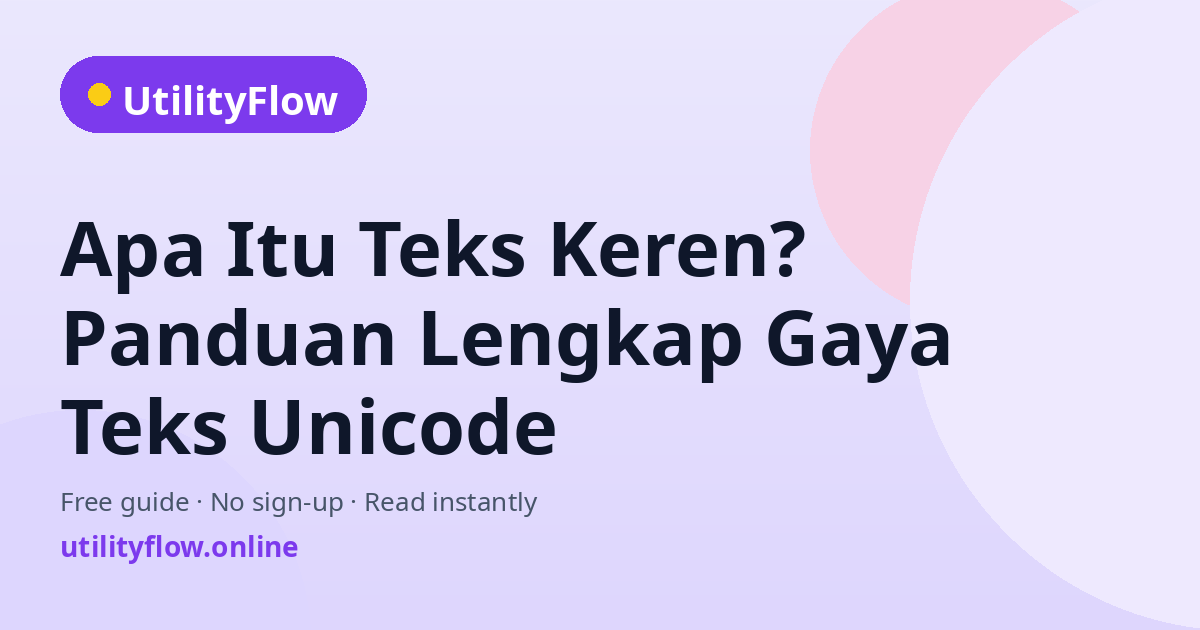 UtilityFlow
Apa Itu Teks Keren?
Panduan Lengkap Gaya
Teks Unicode
Free guide · No sign-up · Read instantly
utilityflow.online